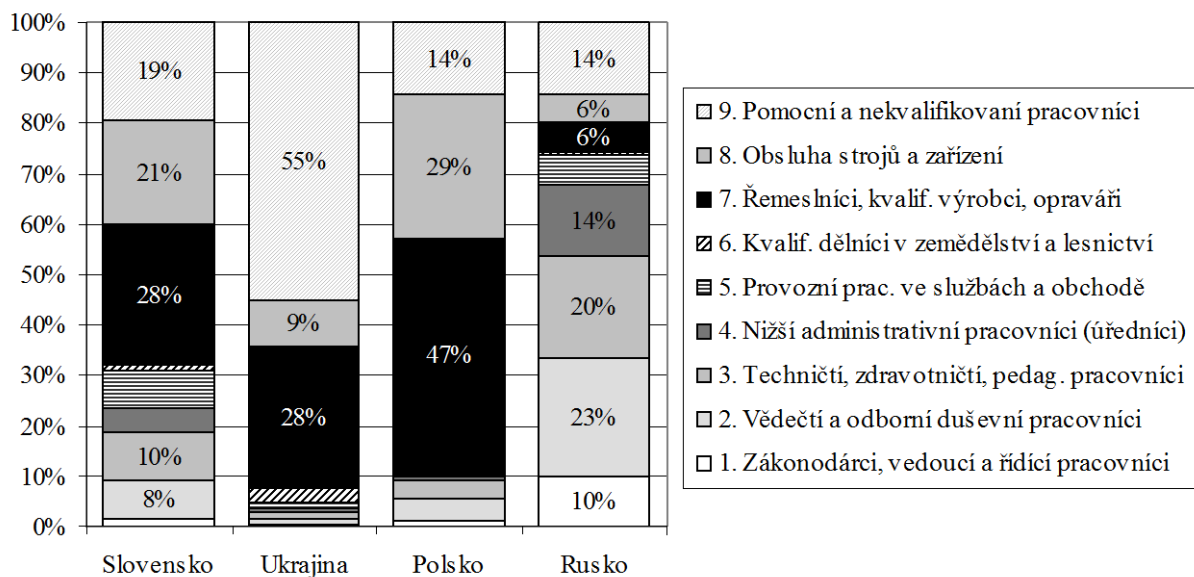 100%
90%
80%
70%
60%
50%
40%
30%
20%
10%
0%
19%
21%
28%
10%
8%
55%
9%
28%
14%
29%
47%
14%
6%
6%
14%
20%
23%
10%
Slovensko
Ukrajina
Polsko
Rusko
9. Pomocní a nekvalifikovaní pracovníci
8. Obsluha strojů a zařízení
7. Řemeslníci, kvalif. výrobci, opraváři
6. Kvalif. dělníci v zemědělství a lesnictví
5. Provozní prac. ve službách a obchodě
4. Nižší administrativní pracovníci (úředníci)
3. Techničtí, zdravotničtí, pedag. pracovníci
2. Vědečtí a odborní duševní pracovníci
1. Zákonodárci, vedoucí a řídící pracovníci